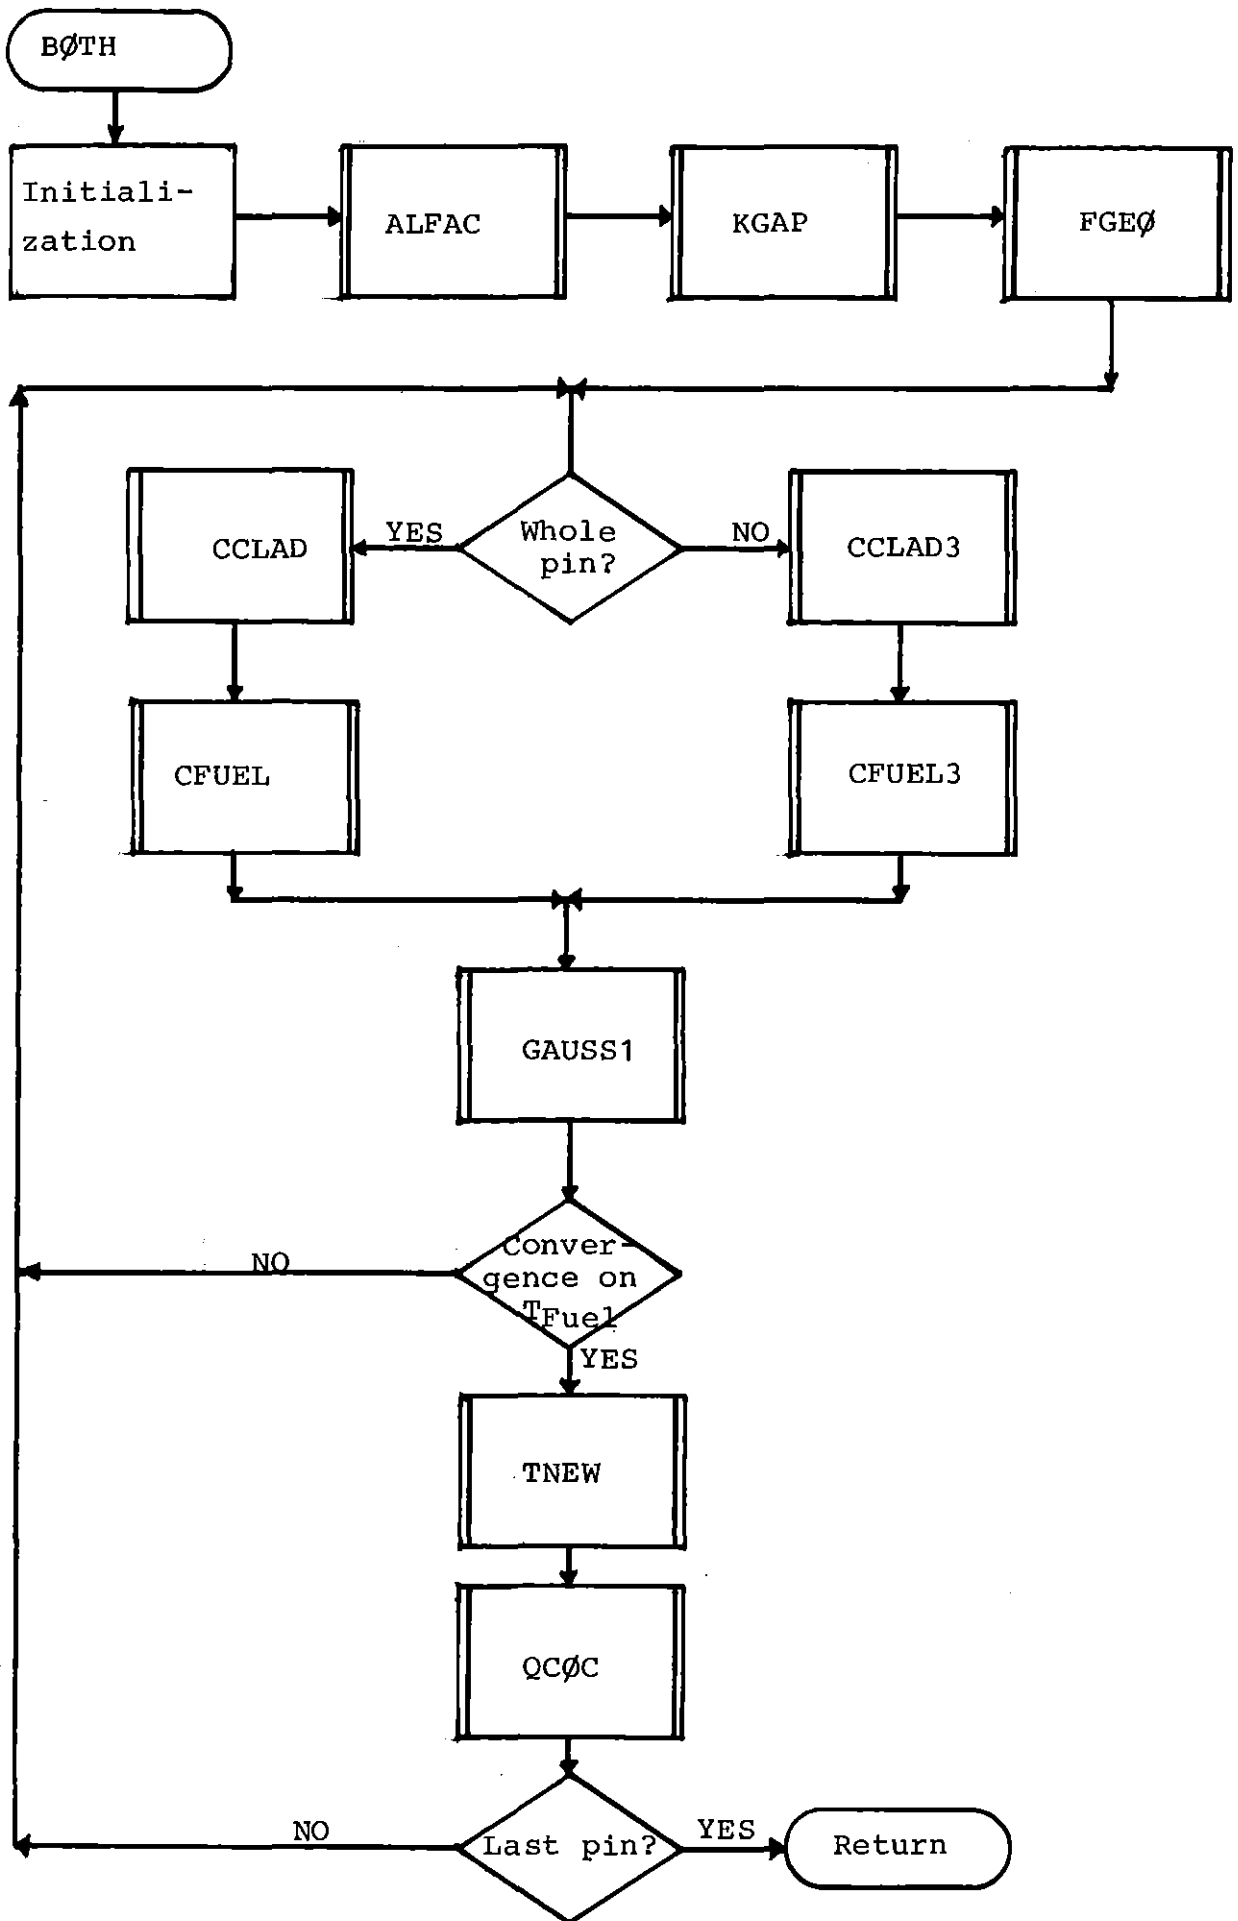 BØTH
Initiali-
zation
ALFAC
KGAP
FGEØ
YES
Whole
pin?
NO
CCLAD
CCLAD3
CFUEL
CFUEL3
GAUSS1
NO
Conver-
gence on
TFuel
YES
TNEW
QCØC
NO
Last pin?
YES
Return